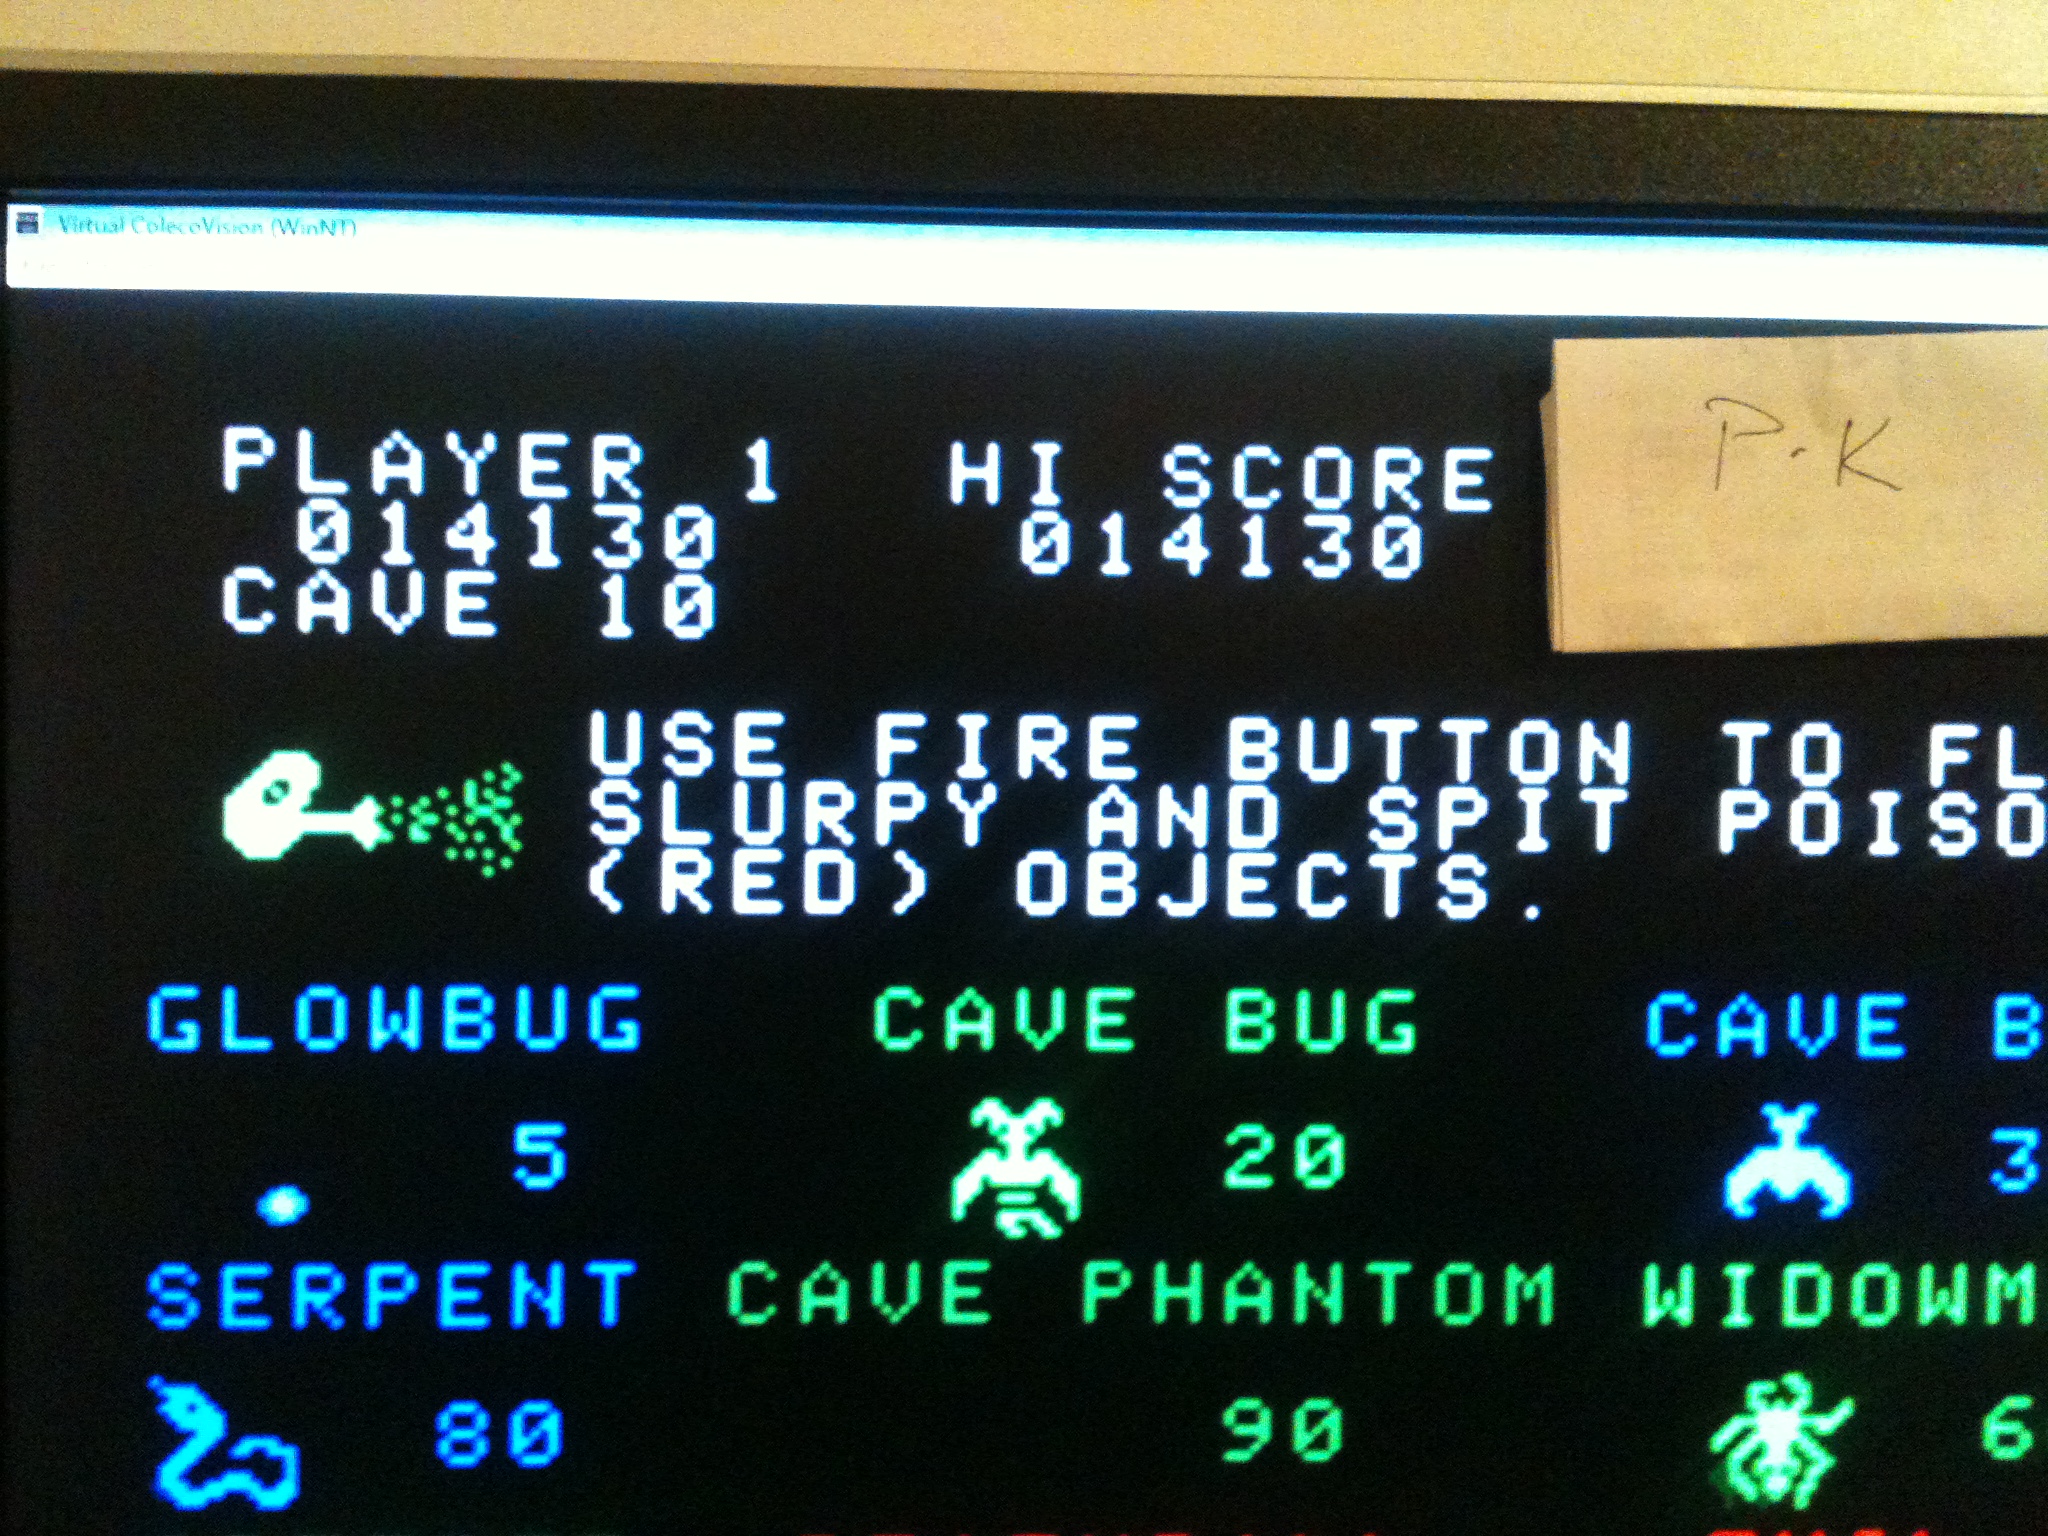 Virtual ColecoVision (WinNT)
PLAYER 1 HI SCORE
014130 014130
CAVE 10
P.K
USE FIRE BUTTON TO FL
SLURPY AND SPIT POISO
(RED) OBJECTS.
GLOWBUG CAVE BUG CAVE B
5 20 3
SERPENT CAVE PHANTOM WIDOWM
80 90 6